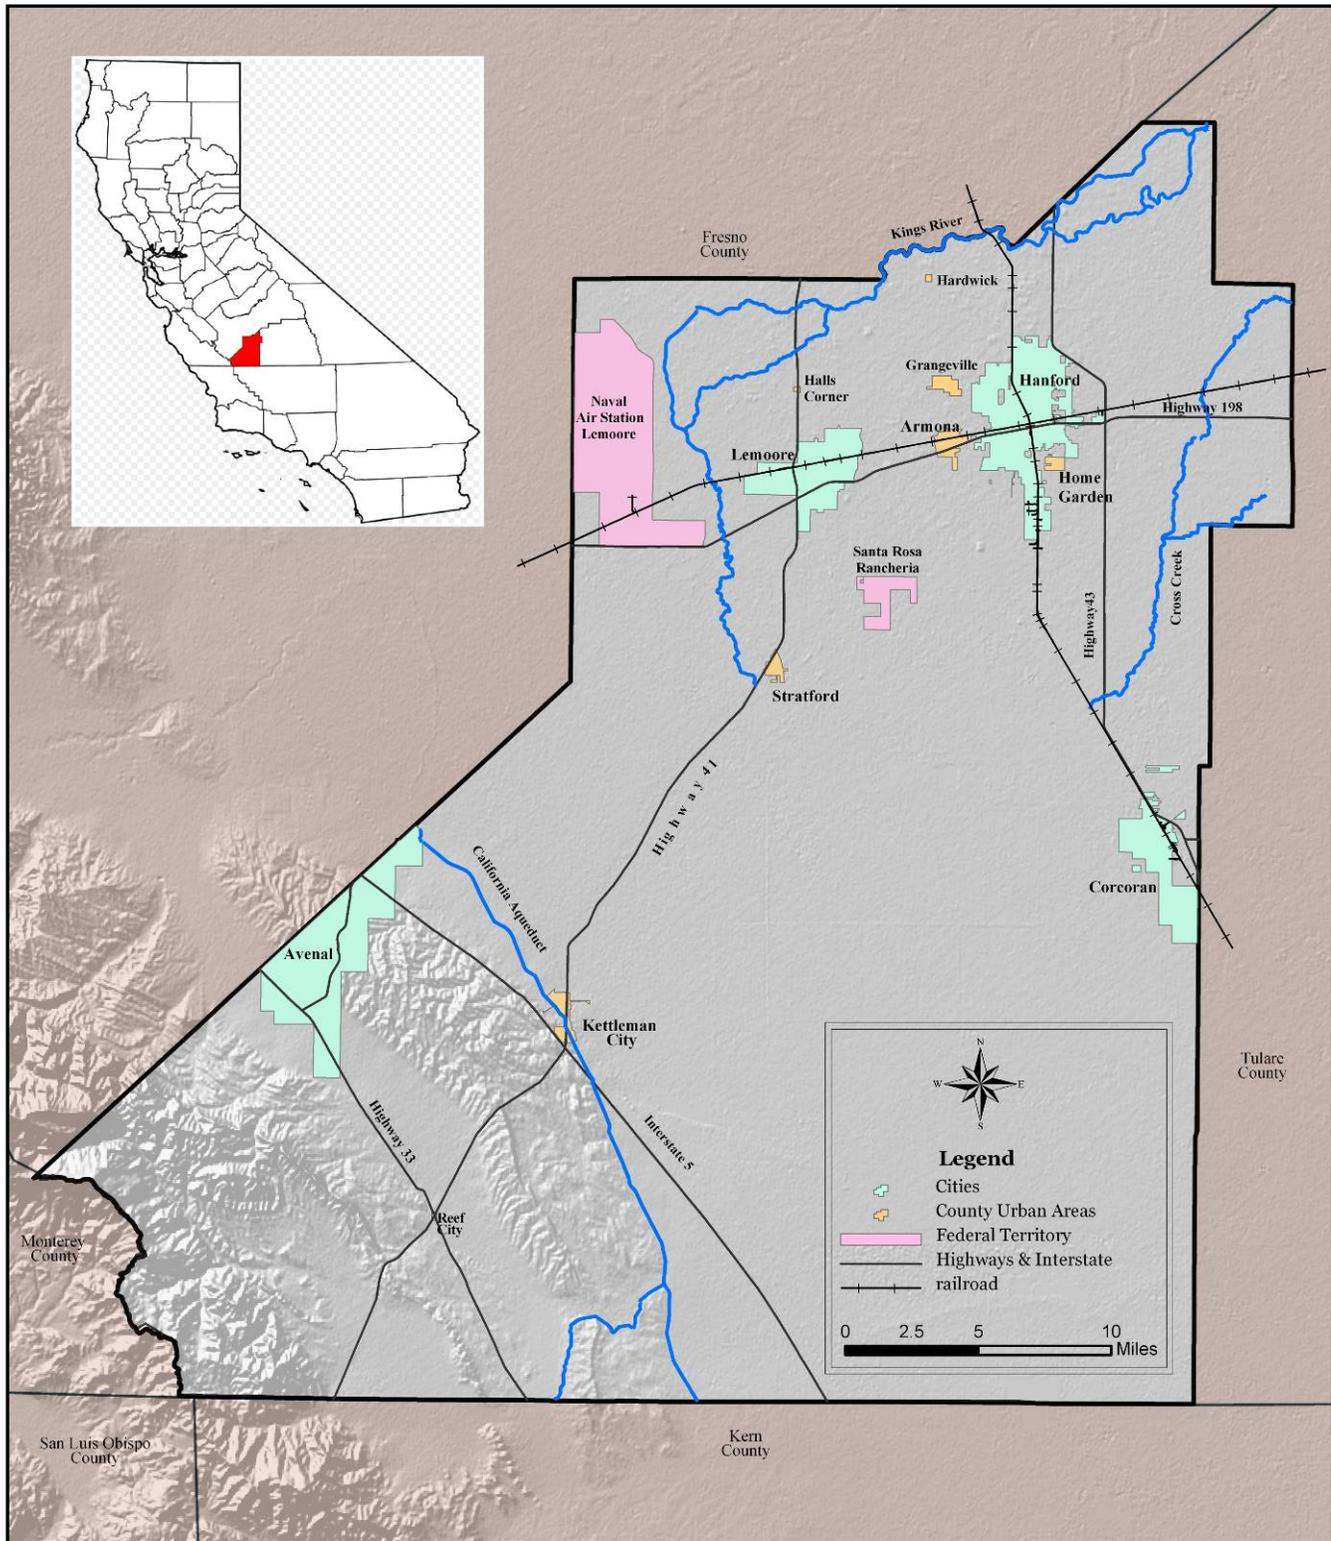 Kings River
Fresno
County
Hardwick
Grangeville
Hanford
Halls
Corner
Naval
Air Station
Lemoore
Highway 198
Armona
Lemoore
Home
Garden
Santa Rosa
Rancheria
Cross Creek
Highway43
Stratford
Highway 41
California Aqueduct
Corcoran
Avenal
Kettleman
City
Tulare
County
Highway 33
Interstate 5
Reef
City
Monterey
County
N
W
E
S
Legend
Cities
County Urban Areas
Federal Territory
Highways & Interstate
railroad
0 2.5 5 10
Miles
San Luis Obispo
County
Kern
County